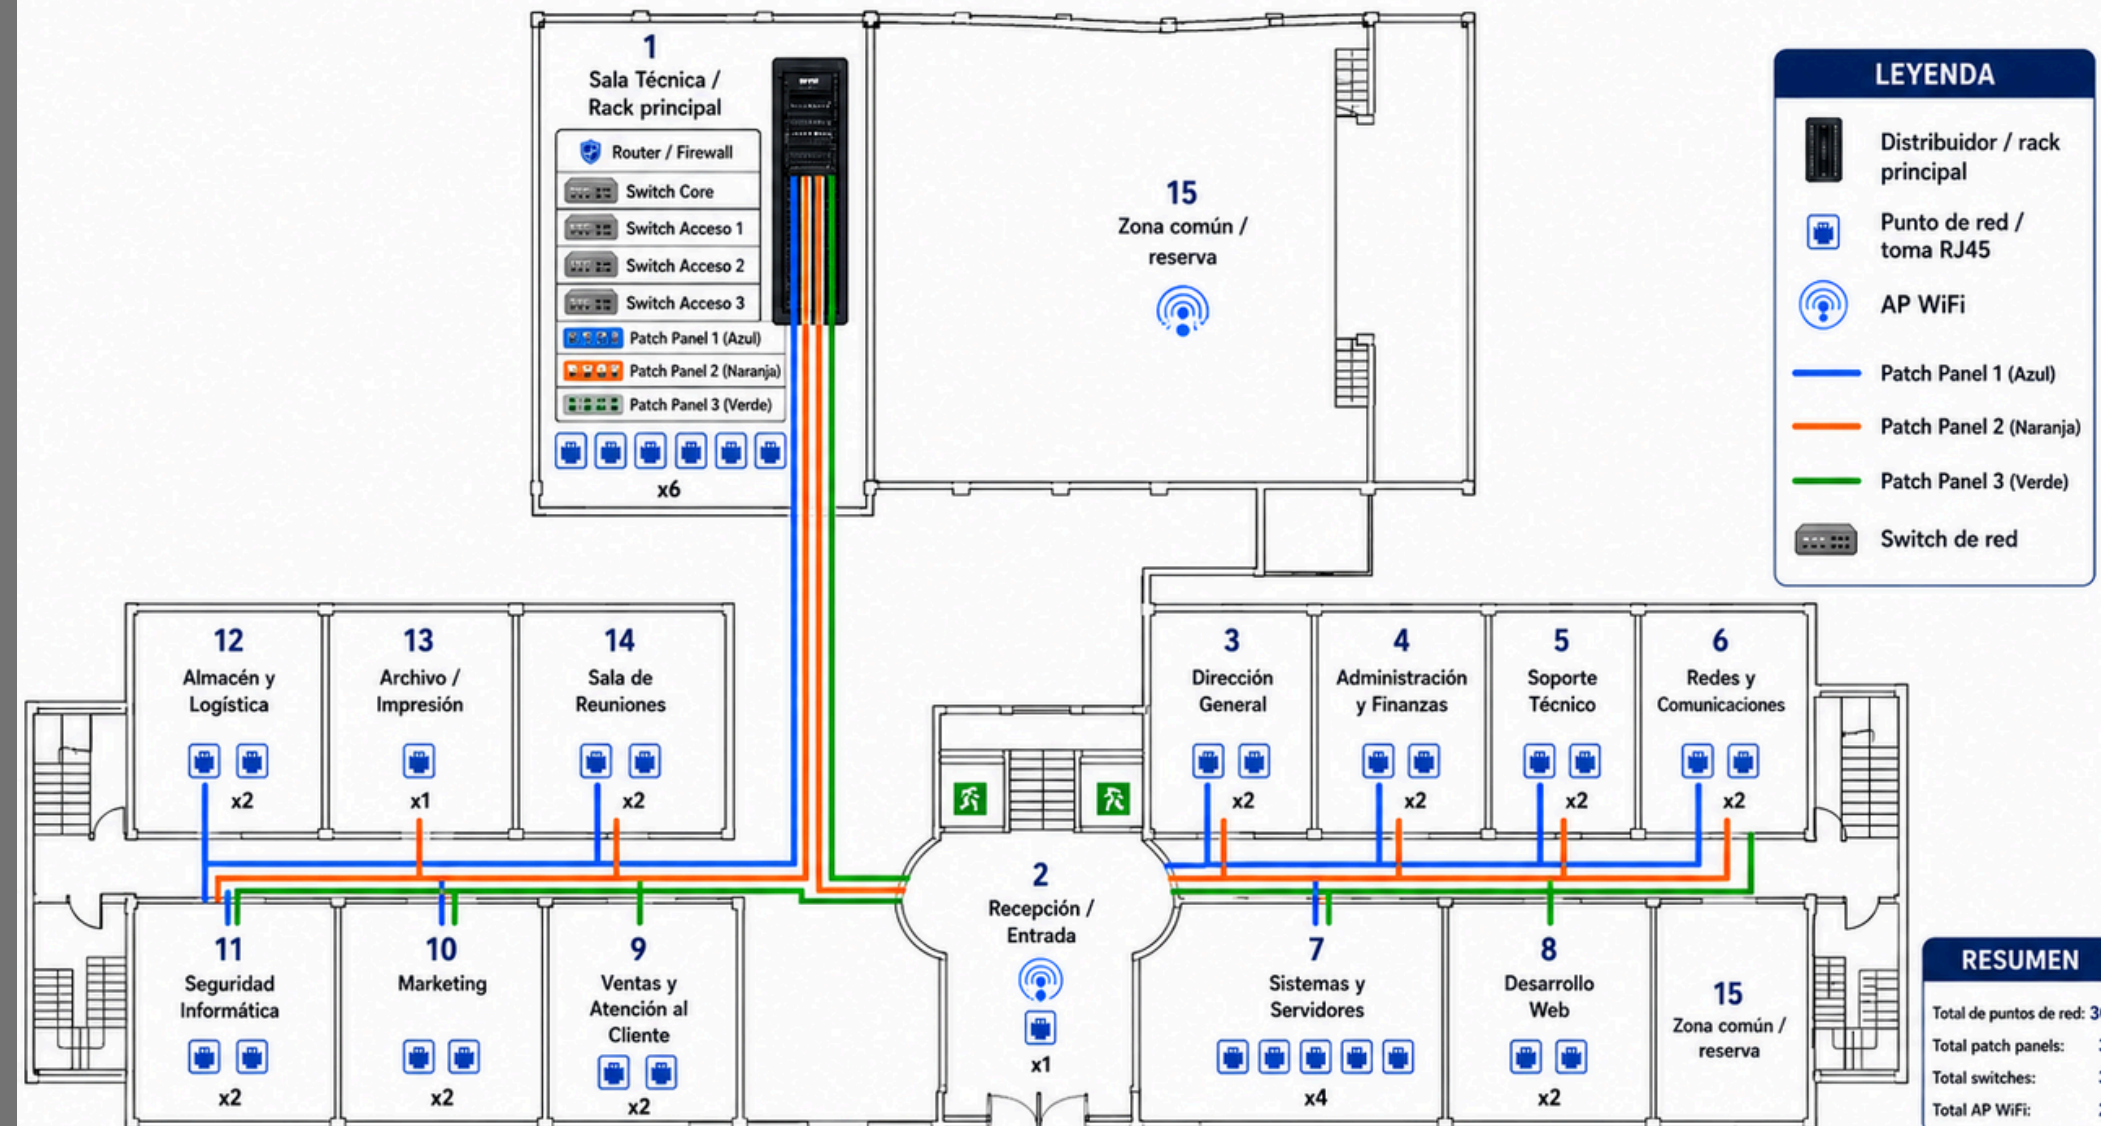 1
Sala Técnica /
Rack principal
Router / Firewall
Switch Core
Switch Acceso 1
Switch Acceso 2
Switch Acceso 3
Patch Panel 1 (Azul)
Patch Panel 2 (Naranja)
Patch Panel 3 (Verde)
x6
15
Zona común /
reserva
LEYENDA
Distribuidor / rack
principal
Punto de red /
toma RJ45
AP WiFi
Patch Panel 1 (Azul)
Patch Panel 2 (Naranja)
Patch Panel 3 (Verde)
Switch de red
12
Almacén y
Logística
x2
13
Archivo /
Impresión
x1
14
Sala de
Reuniones
x2
3
Dirección
General
x2
4
Administración
y Finanzas
x2
5
Soporte
Técnico
x2
6
Redes y
Comunicaciones
x2
11
Seguridad
Informática
x2
10
Marketing
x2
9
Ventas y
Atención al
Cliente
x2
2
Recepción /
Entrada
x1
7
Sistemas y
Servidores
x4
8
Desarrollo
Web
x2
15
Zona común /
reserva
RESUMEN
Total de puntos de red:
Total patch panels:
Total switches:
Total AP WiFi: